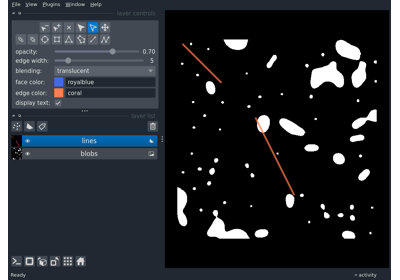 File View Plugins Window Help
layer controls
opacity: 0.70
edge width: 5
blending: translucent
face color: royalblue
edge color: coral
display text:
layer list
lines
blobs
Ready
activity